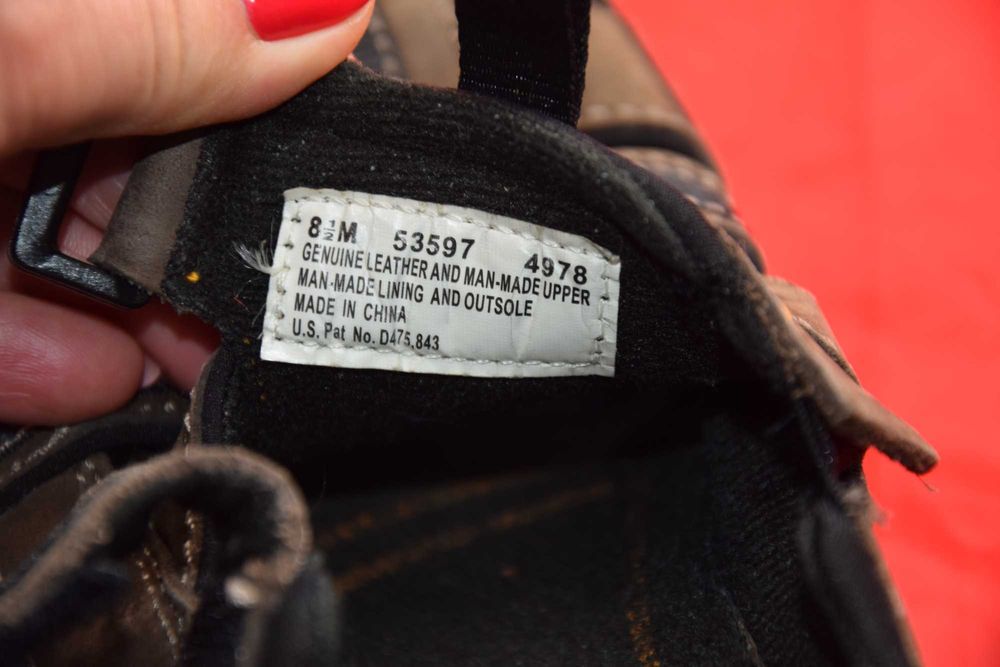 8½M 53597 4978
GENUINE LEATHER AND MAN-MADE UPPER
MAN-MADE LINING AND OUTSOLE
MADE IN CHINA
U.S. Pat No. D475,843